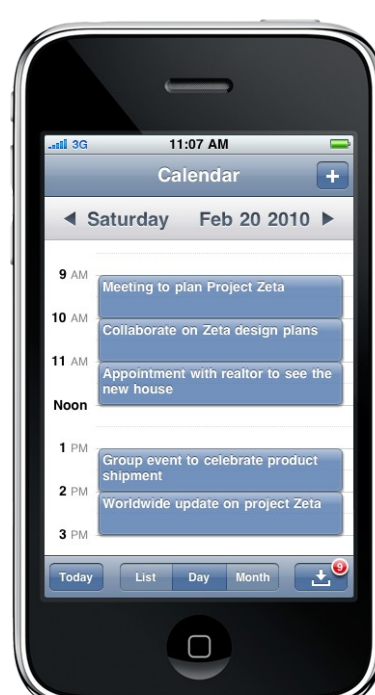 3G 11:07 AM
Calendar +
Saturday Feb 20 2010
9 AM
Meeting to plan Project Zeta
10 AM
Collaborate on Zeta design plans
11 AM
Appointment with realtor to see the
new house
Noon
1 PM
Group event to celebrate product
shipment
2 PM
Worldwide update on project Zeta
3 PM
Today List Day Month 9